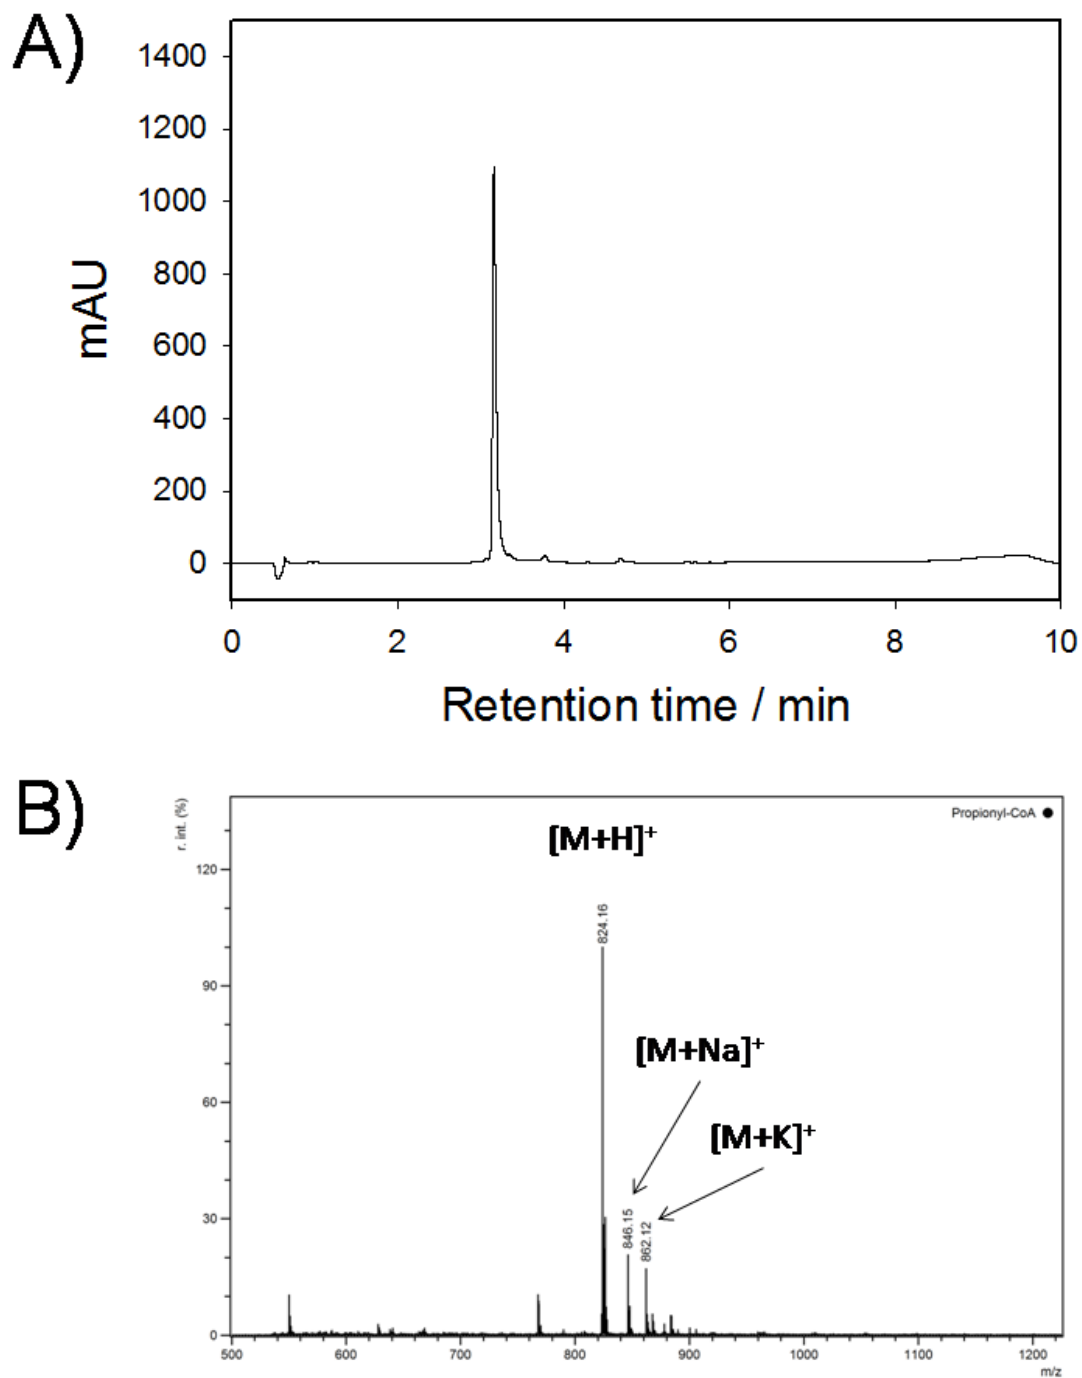 A)
1400
1200
1000
800
600
400
200
0
mAU
0 2 4 6 8 10
Retention time / min
B)
r. int. (%)
Propionyl-CoA
[M+H]+
120
824.16
90
[M+Na]+
60
[M+K]+
30
846.15
862.12
0
500 600 700 800 900 1000 1100 1200
m/z